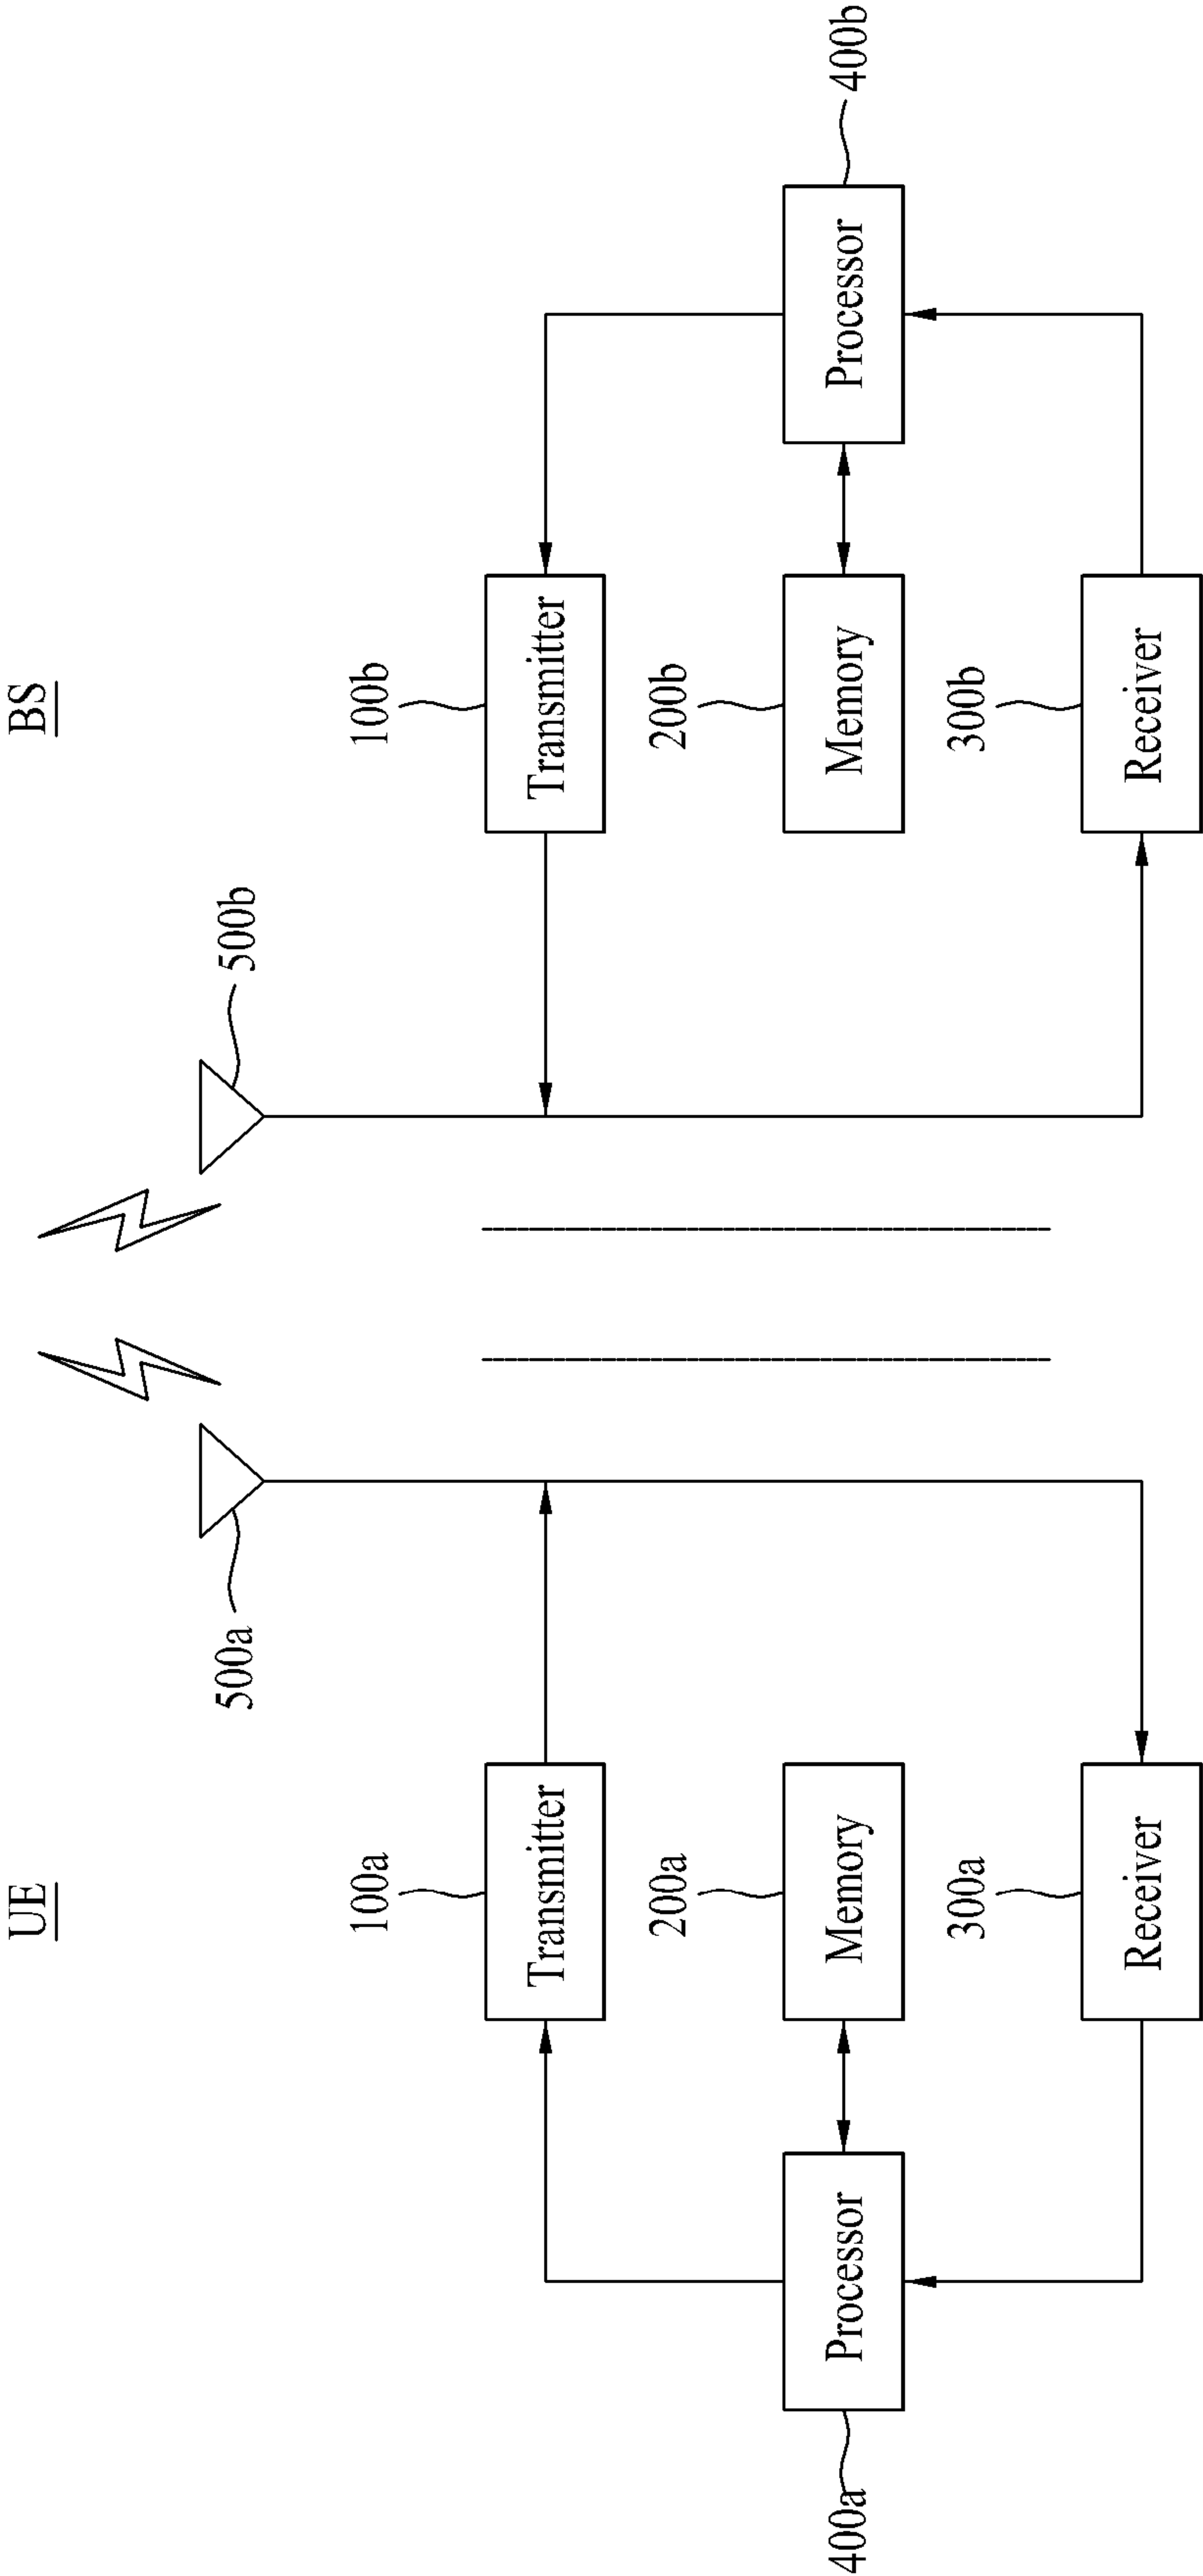 UE
BS
500a
500b
100a
Transmitter
100b
Transmitter
400a
Processor
200a
Memory
200b
Memory
Processor
400b
300a
Receiver
300b
Receiver